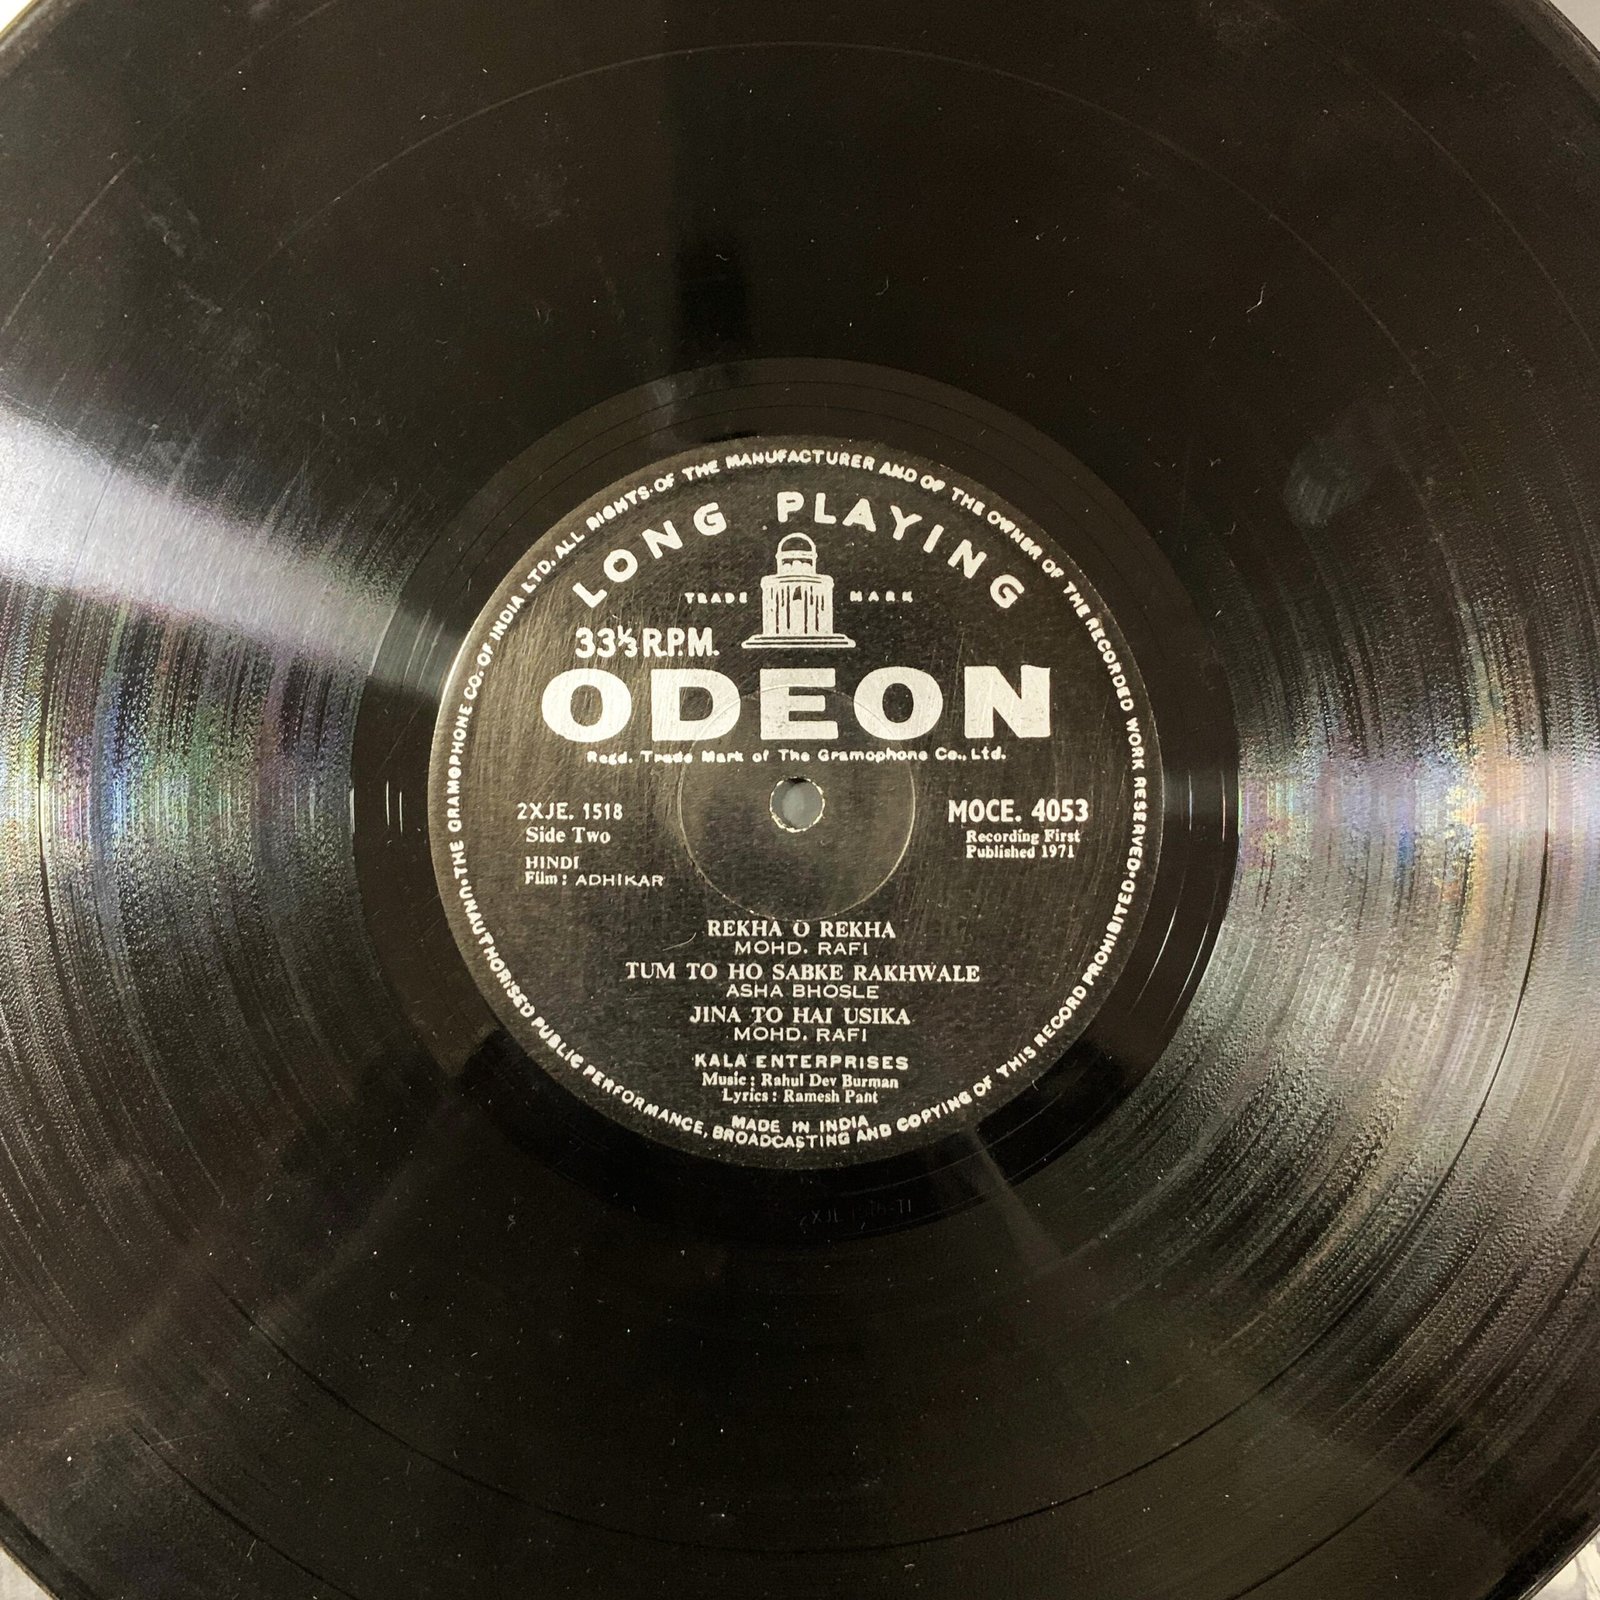 THE GRAMOPHONE CO. OF INDIA LTD. ALL RIGHTS OF THE MANUFACTURER AND OF THE OWNER OF THE RECORDED WORK RESERVED. UNAUTHORISED PUBLIC PERFORMANCE, BROADCASTING AND COPYING OF THIS RECORD PROHIBITED.
LONG PLAYING
TRADE MARK
33⅓ R.P.M.
ODEON
Regd. Trade Mark of The Gramophone Co., Ltd.
2XJE. 1518
Side Two
HINDI
Film : ADHIKAR
MOCE. 4053
Recording First
Published 1971
REKHA O REKHA
MOHD. RAFI
TUM TO HO SABKE RAKHWALE
ASHA BHOSLE
JINA TO HAI USIKA
MOHD. RAFI
KALA ENTERPRISES
Music : Rahul Dev Burman
Lyrics : Ramesh Pant
MADE IN INDIA